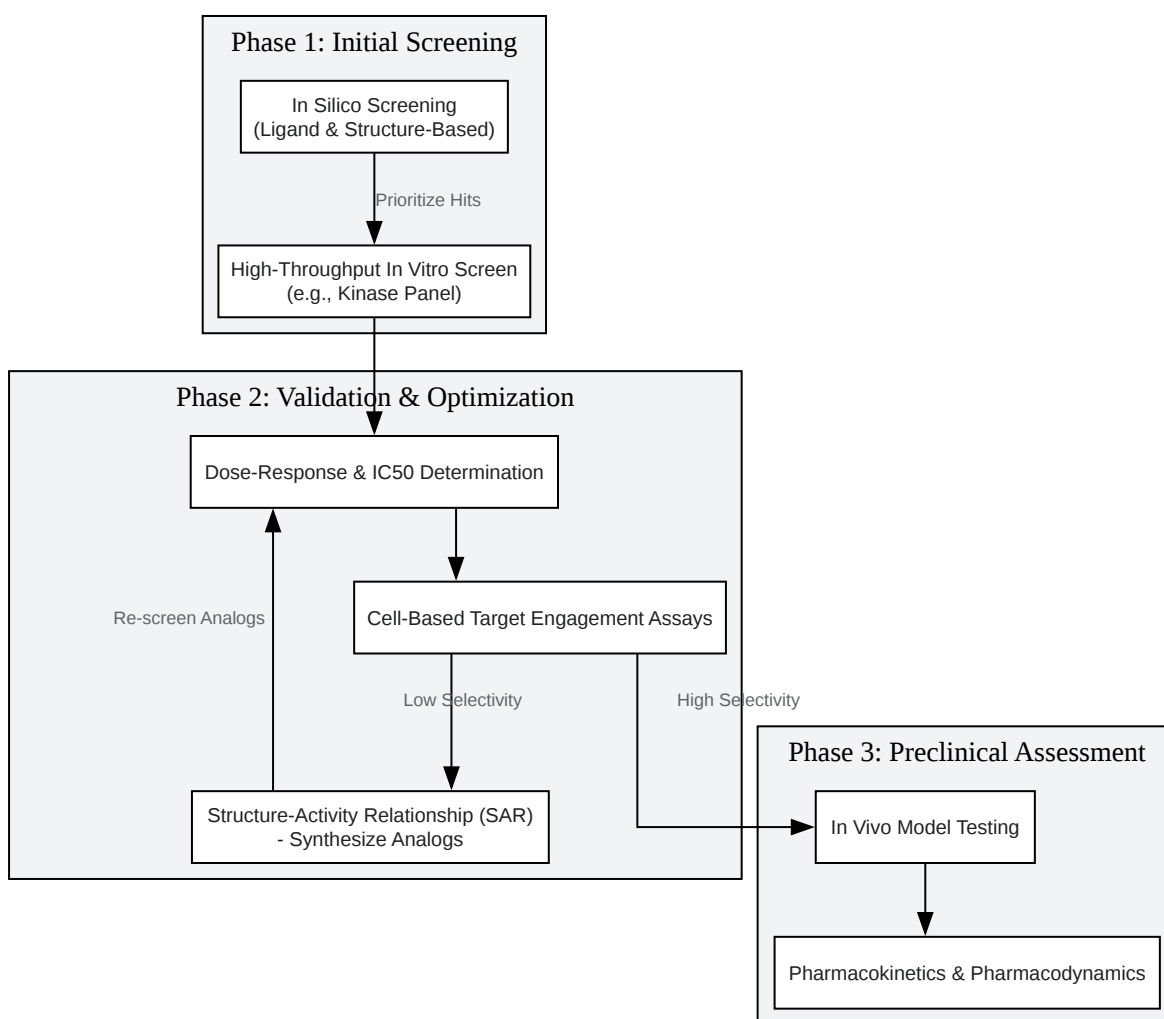 Phase 1: Initial Screening
In Silico Screening
(Ligand & Structure-Based)
Prioritize Hits
High-Throughput In Vitro Screen
(e.g., Kinase Panel)
Phase 2: Validation & Optimization
Dose-Response & IC50 Determination
Re-screen Analogs
Cell-Based Target Engagement Assays
Low Selectivity
High Selectivity
Structure-Activity Relationship (SAR)
- Synthesize Analogs
Phase 3: Preclinical Assessment
In Vivo Model Testing
Pharmacokinetics & Pharmacodynamics